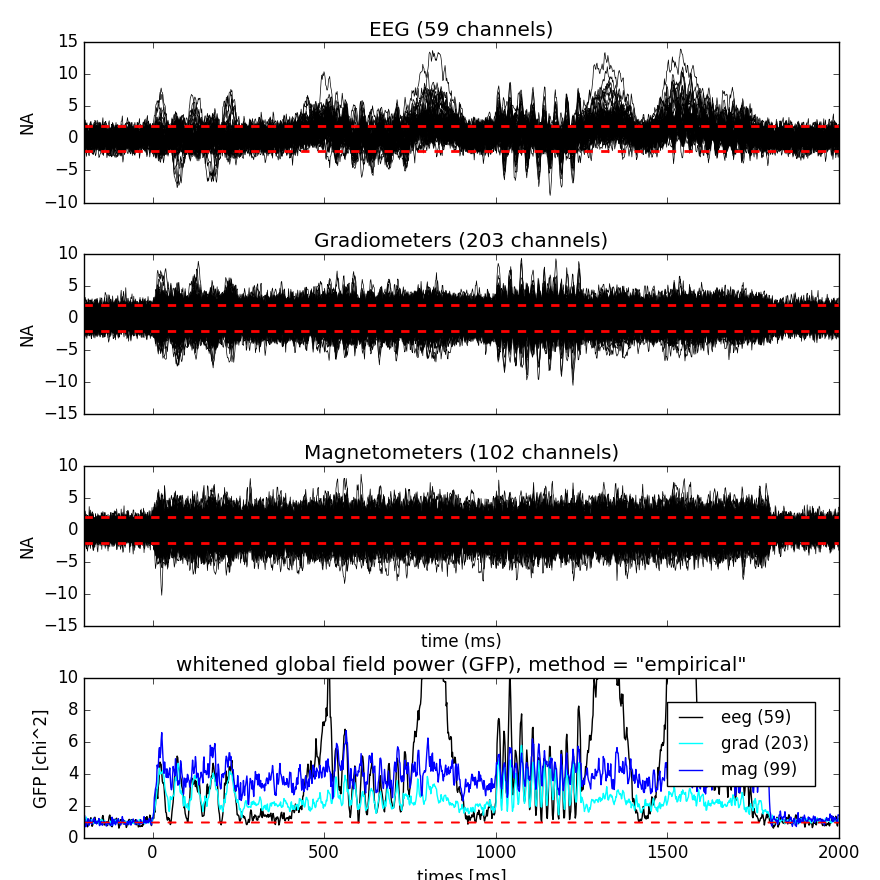 EEG (59 channels)
15
10
5
0
−5
−10
NA
Gradiometers (203 channels)
10
5
0
−5
−10
−15
NA
Magnetometers (102 channels)
10
5
0
−5
−10
−15
NA
time (ms)
whitened global field power (GFP), method = "empirical"
10
8
6
4
2
0
GFP [chi^2]
eeg (59)
grad (203)
mag (99)
0 500 1000 1500 2000
times [ms]